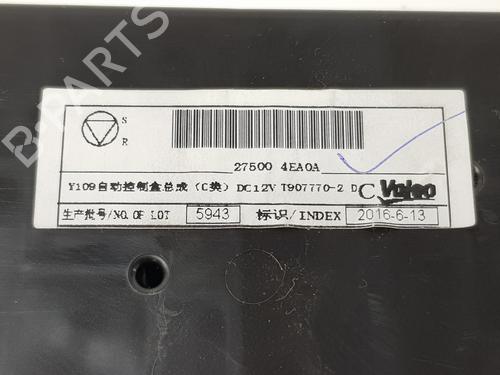 S
R
27500 4EA0A
Y109自动控制盒总成 (C类) DC12V T907770-2 D C Valeo
生产批号/NO.OF LOT 5943 标识/INDEX 2016-6-13
B-PARTS